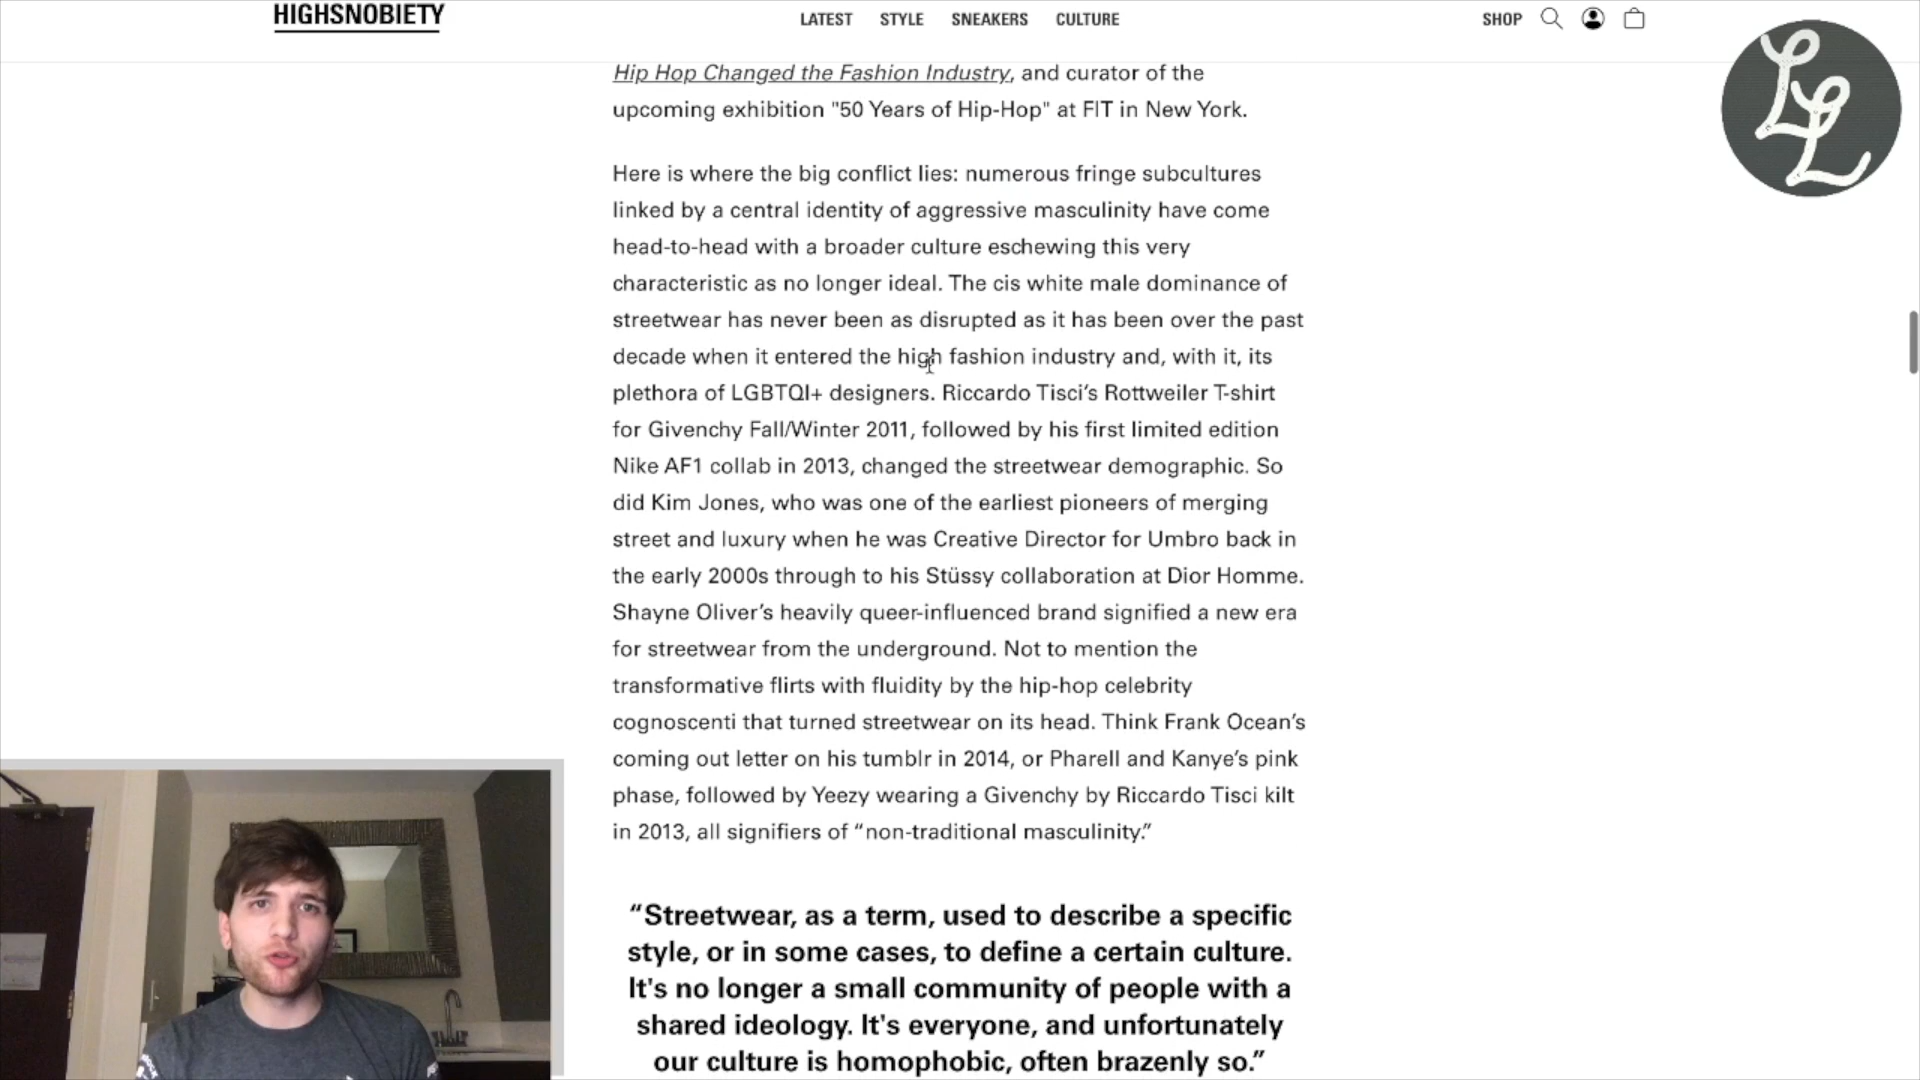 HIGHSNOBIETY
LATEST STYLE SNEAKERS CULTURE
SHOP
LL
Hip Hop Changed the Fashion Industry, and curator of the
upcoming exhibition "50 Years of Hip-Hop" at FIT in New York.
Here is where the big conflict lies: numerous fringe subcultures
linked by a central identity of aggressive masculinity have come
head-to-head with a broader culture eschewing this very
characteristic as no longer ideal. The cis white male dominance of
streetwear has never been as disrupted as it has been over the past
decade when it entered the high fashion industry and, with it, its
plethora of LGBTQI+ designers. Riccardo Tisci’s Rottweiler T-shirt
for Givenchy Fall/Winter 2011, followed by his first limited edition
Nike AF1 collab in 2013, changed the streetwear demographic. So
did Kim Jones, who was one of the earliest pioneers of merging
street and luxury when he was Creative Director for Umbro back in
the early 2000s through to his Stüssy collaboration at Dior Homme.
Shayne Oliver’s heavily queer-influenced brand signified a new era
for streetwear from the underground. Not to mention the
transformative flirts with fluidity by the hip-hop celebrity
cognoscenti that turned streetwear on its head. Think Frank Ocean’s
coming out letter on his tumblr in 2014, or Pharell and Kanye’s pink
phase, followed by Yeezy wearing a Givenchy by Riccardo Tisci kilt
in 2013, all signifiers of “non-traditional masculinity.”
“Streetwear, as a term, used to describe a specific
style, or in some cases, to define a certain culture.
It's no longer a small community of people with a
shared ideology. It's everyone, and unfortunately
our culture is homophobic, often brazenly so.”